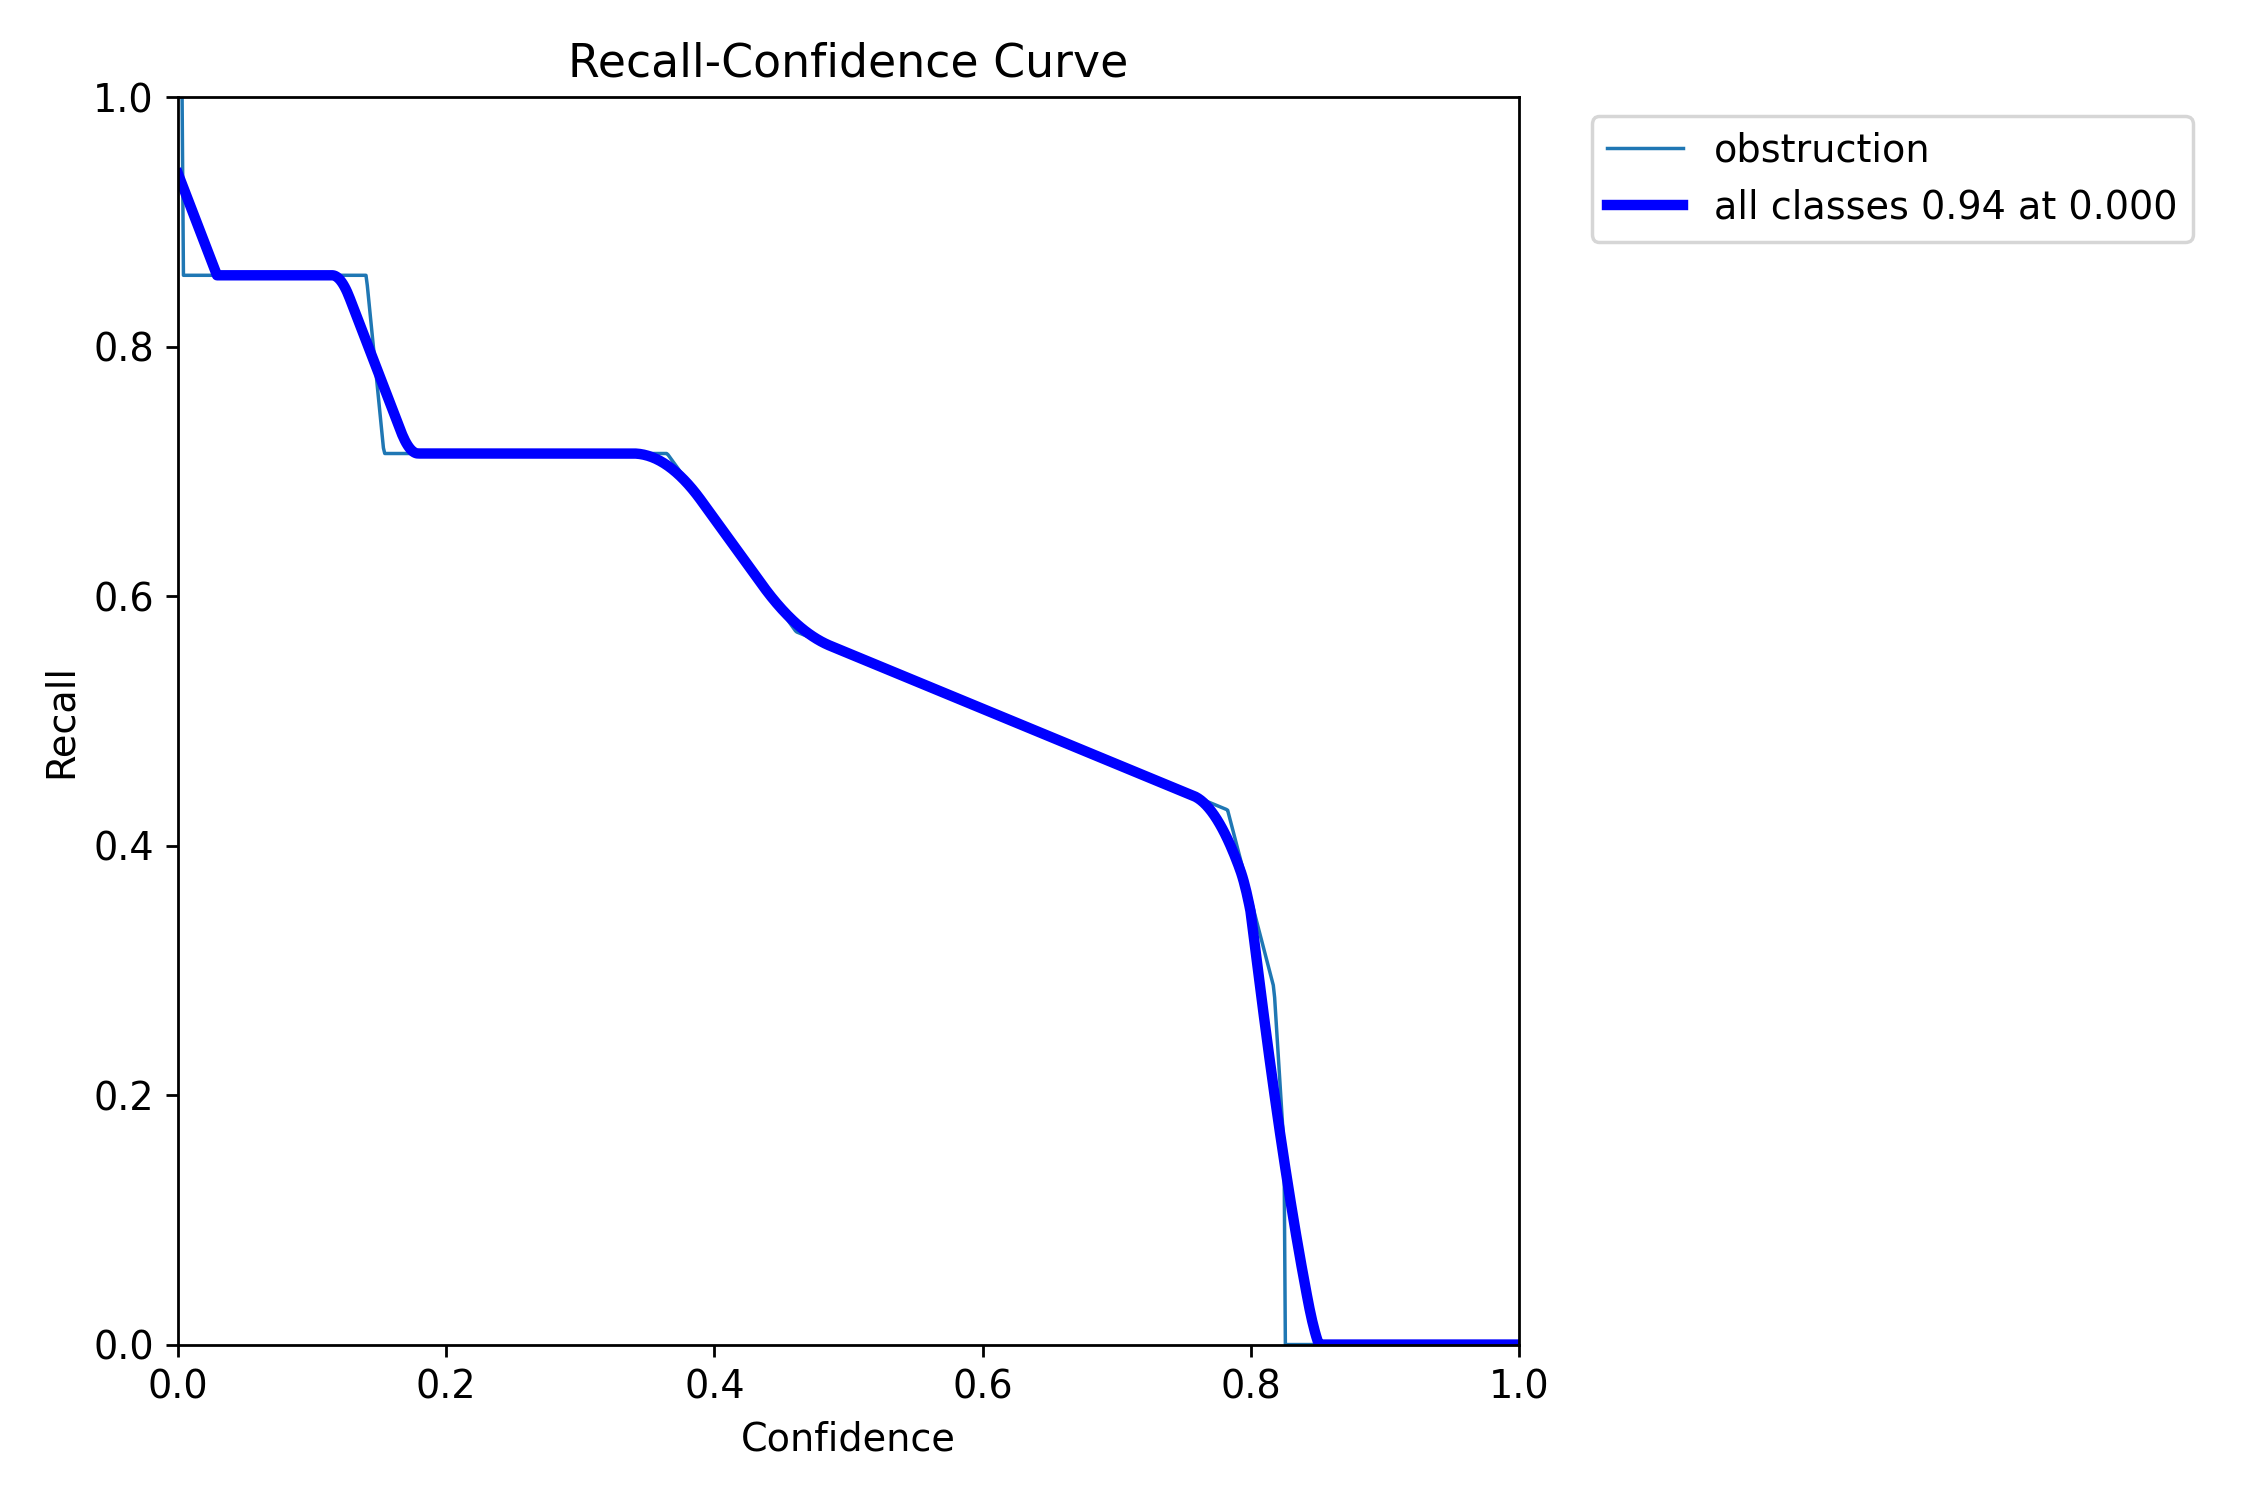 Recall-Confidence Curve
1.0
0.8
0.6
0.4
0.2
0.0
Recall
0.0 0.2 0.4 0.6 0.8 1.0
Confidence
obstruction
all classes 0.94 at 0.000